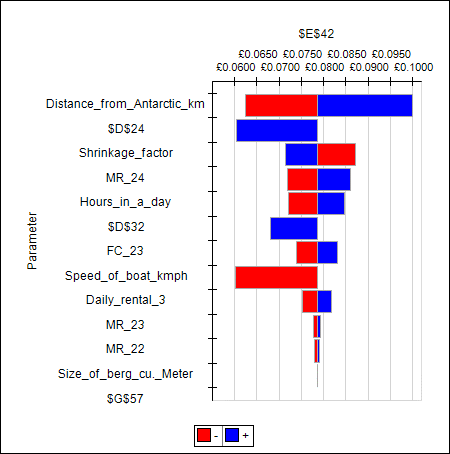 $E$42
£0.0650 £0.0750 £0.0850 £0.0950
£0.0600 £0.0700 £0.0800 £0.0900 £0.1000
Distance_from_Antarctic_km
$D$24
Shrinkage_factor
MR_24
Hours_in_a_day
$D$32
FC_23
Speed_of_boat_kmph
Daily_rental_3
MR_23
MR_22
Size_of_berg_cu._Meter
$G$57
Parameter
- +